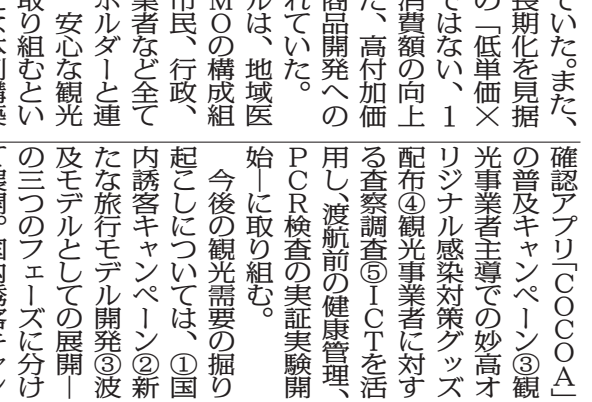 ていた。また、
長期化を見据
の「低単価×
ではない、1
消費額の向上
た、高付加価
商品開発への
れていた。
ルは、地域医
MOの構成組
市民、行政、
業者など全て
ホルダーと連
安心な観光
取り組むとい
確認アプリ「COCOA」
の普及キャンペーン③観
光事業者主導での妙高オ
リジナル感染対策グッズ
配布④観光事業者に対す
る査察調査⑤ICTを活
用し、渡航前の健康管理、
PCR検査の実証実験開
始―に取り組む。
今後の観光需要の掘り
起こしについては、①国
内誘客キャンペーン②新
たな旅行モデル開発③波
及モデルとしての展開―
の三つのフェーズに分け
て展開。国内誘客キャン